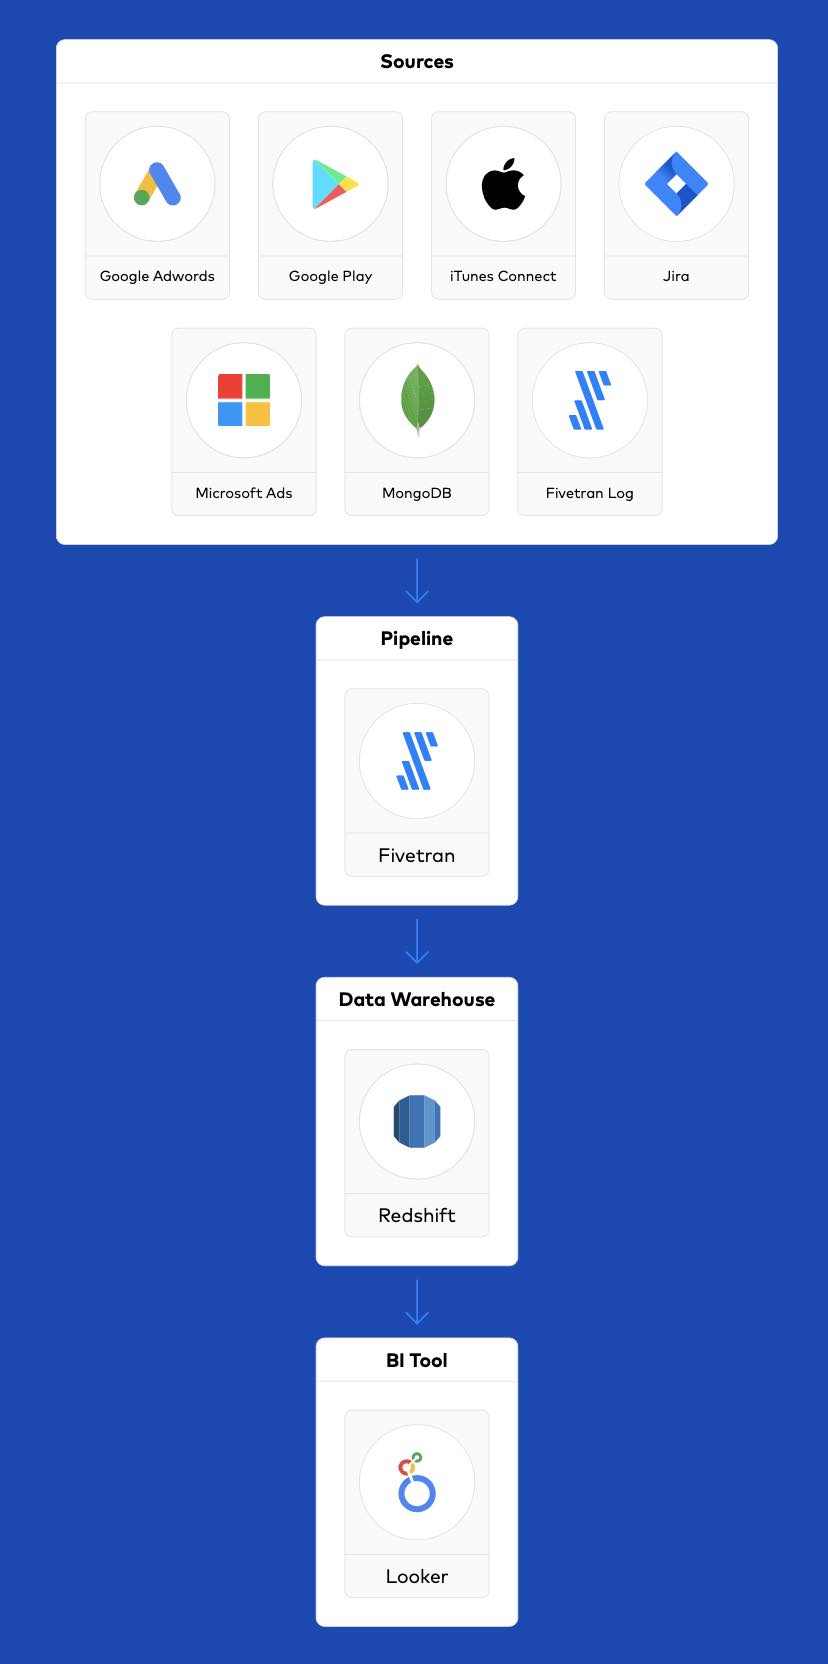 Sources
Google Adwords
Google Play
iTunes Connect
Jira
Microsoft Ads
MongoDB
Fivetran Log
Pipeline
Fivetran
Data Warehouse
Redshift
BI Tool
Looker